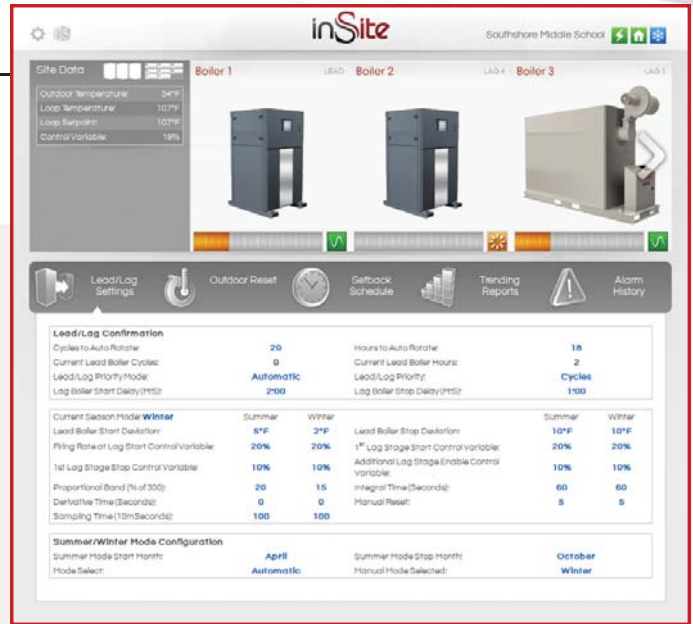 inSite
Southshore Middle School
Site Data
Boiler 1 LEAD Boiler 2 LAG 4 Boiler 3 LAG 1
Outdoor Temperature: 54°F
Loop Temperature: 107°F
Loop Setpoint: 107°F
Control Variable: 19%
Lead/Lag Settings
Outdoor Reset
Setback Schedule
Trending Reports
Alarm History
Lead/Lag Confirmation
Cycles to Auto Rotate: 20 Hours to Auto Rotate: 18
Current Lead Boiler Cycles: 0 Current Lead Boiler Hours: 2
Lead/Lag Priority Mode: Automatic Lead/Lag Priority: Cycles
Lag Boiler Start Delay (M:S): 2:00 Lag Boiler Stop Delay (M:S): 1:00
Current Season Mode: Winter Summer Winter Summer Winter
Lead Boiler Start Deviation: 5°F 2°F Lead Boiler Stop Deviation: 10°F 10°F
Firing Rate at Lag Start Control Variable: 20% 20% 1ST Lag Stage Start Control Variable: 20% 20%
1st Lag Stage Stop Control Variable: 10% 10% Additional Lag Stage Enable Control Variable: 10% 10%
Proportional Band (% of 300): 20 15 Integral Time (Seconds): 60 60
Derivative Time (Seconds): 0 0 Manual Reset: 5 5
Sampling Time (10mSeconds): 100 100
Summer/Winter Mode Configuration
Summer Mode Start Month: April Summer Mode Stop Month: October
Mode Select: Automatic Manual Mode Selected: Winter